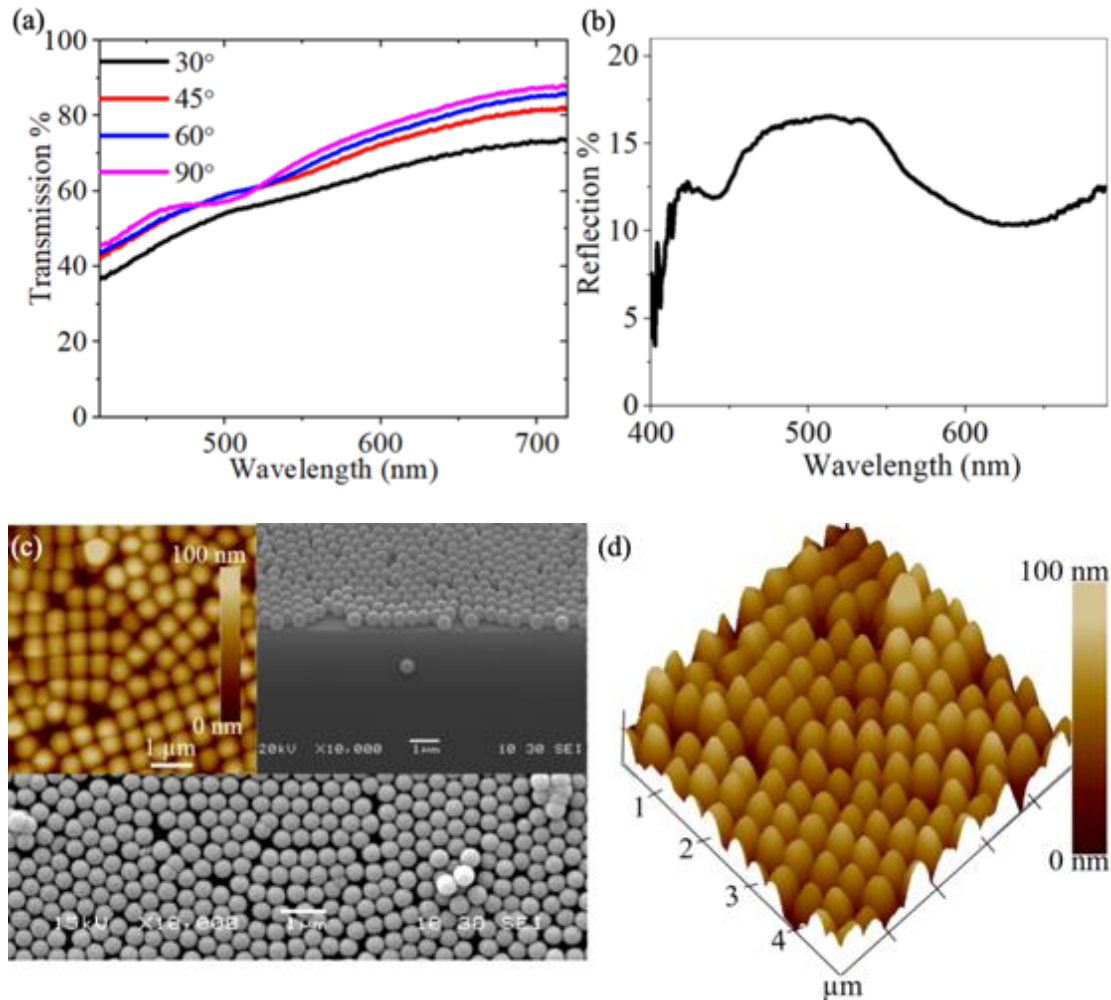 (a)
100
80
60
40
20
0
Transmission %
30°
45°
60°
90°
500
600
700
Wavelength (nm)
(b)
20
15
10
5
0
Reflection %
400
500
600
Wavelength (nm)
(c)
100 nm
0 nm
1 µm
20kV X10,000 1µm 10 30 SEI
15kV X10,000 1µm 10 30 SEI
(d)
100 nm
0 nm
1
2
3
4
µm